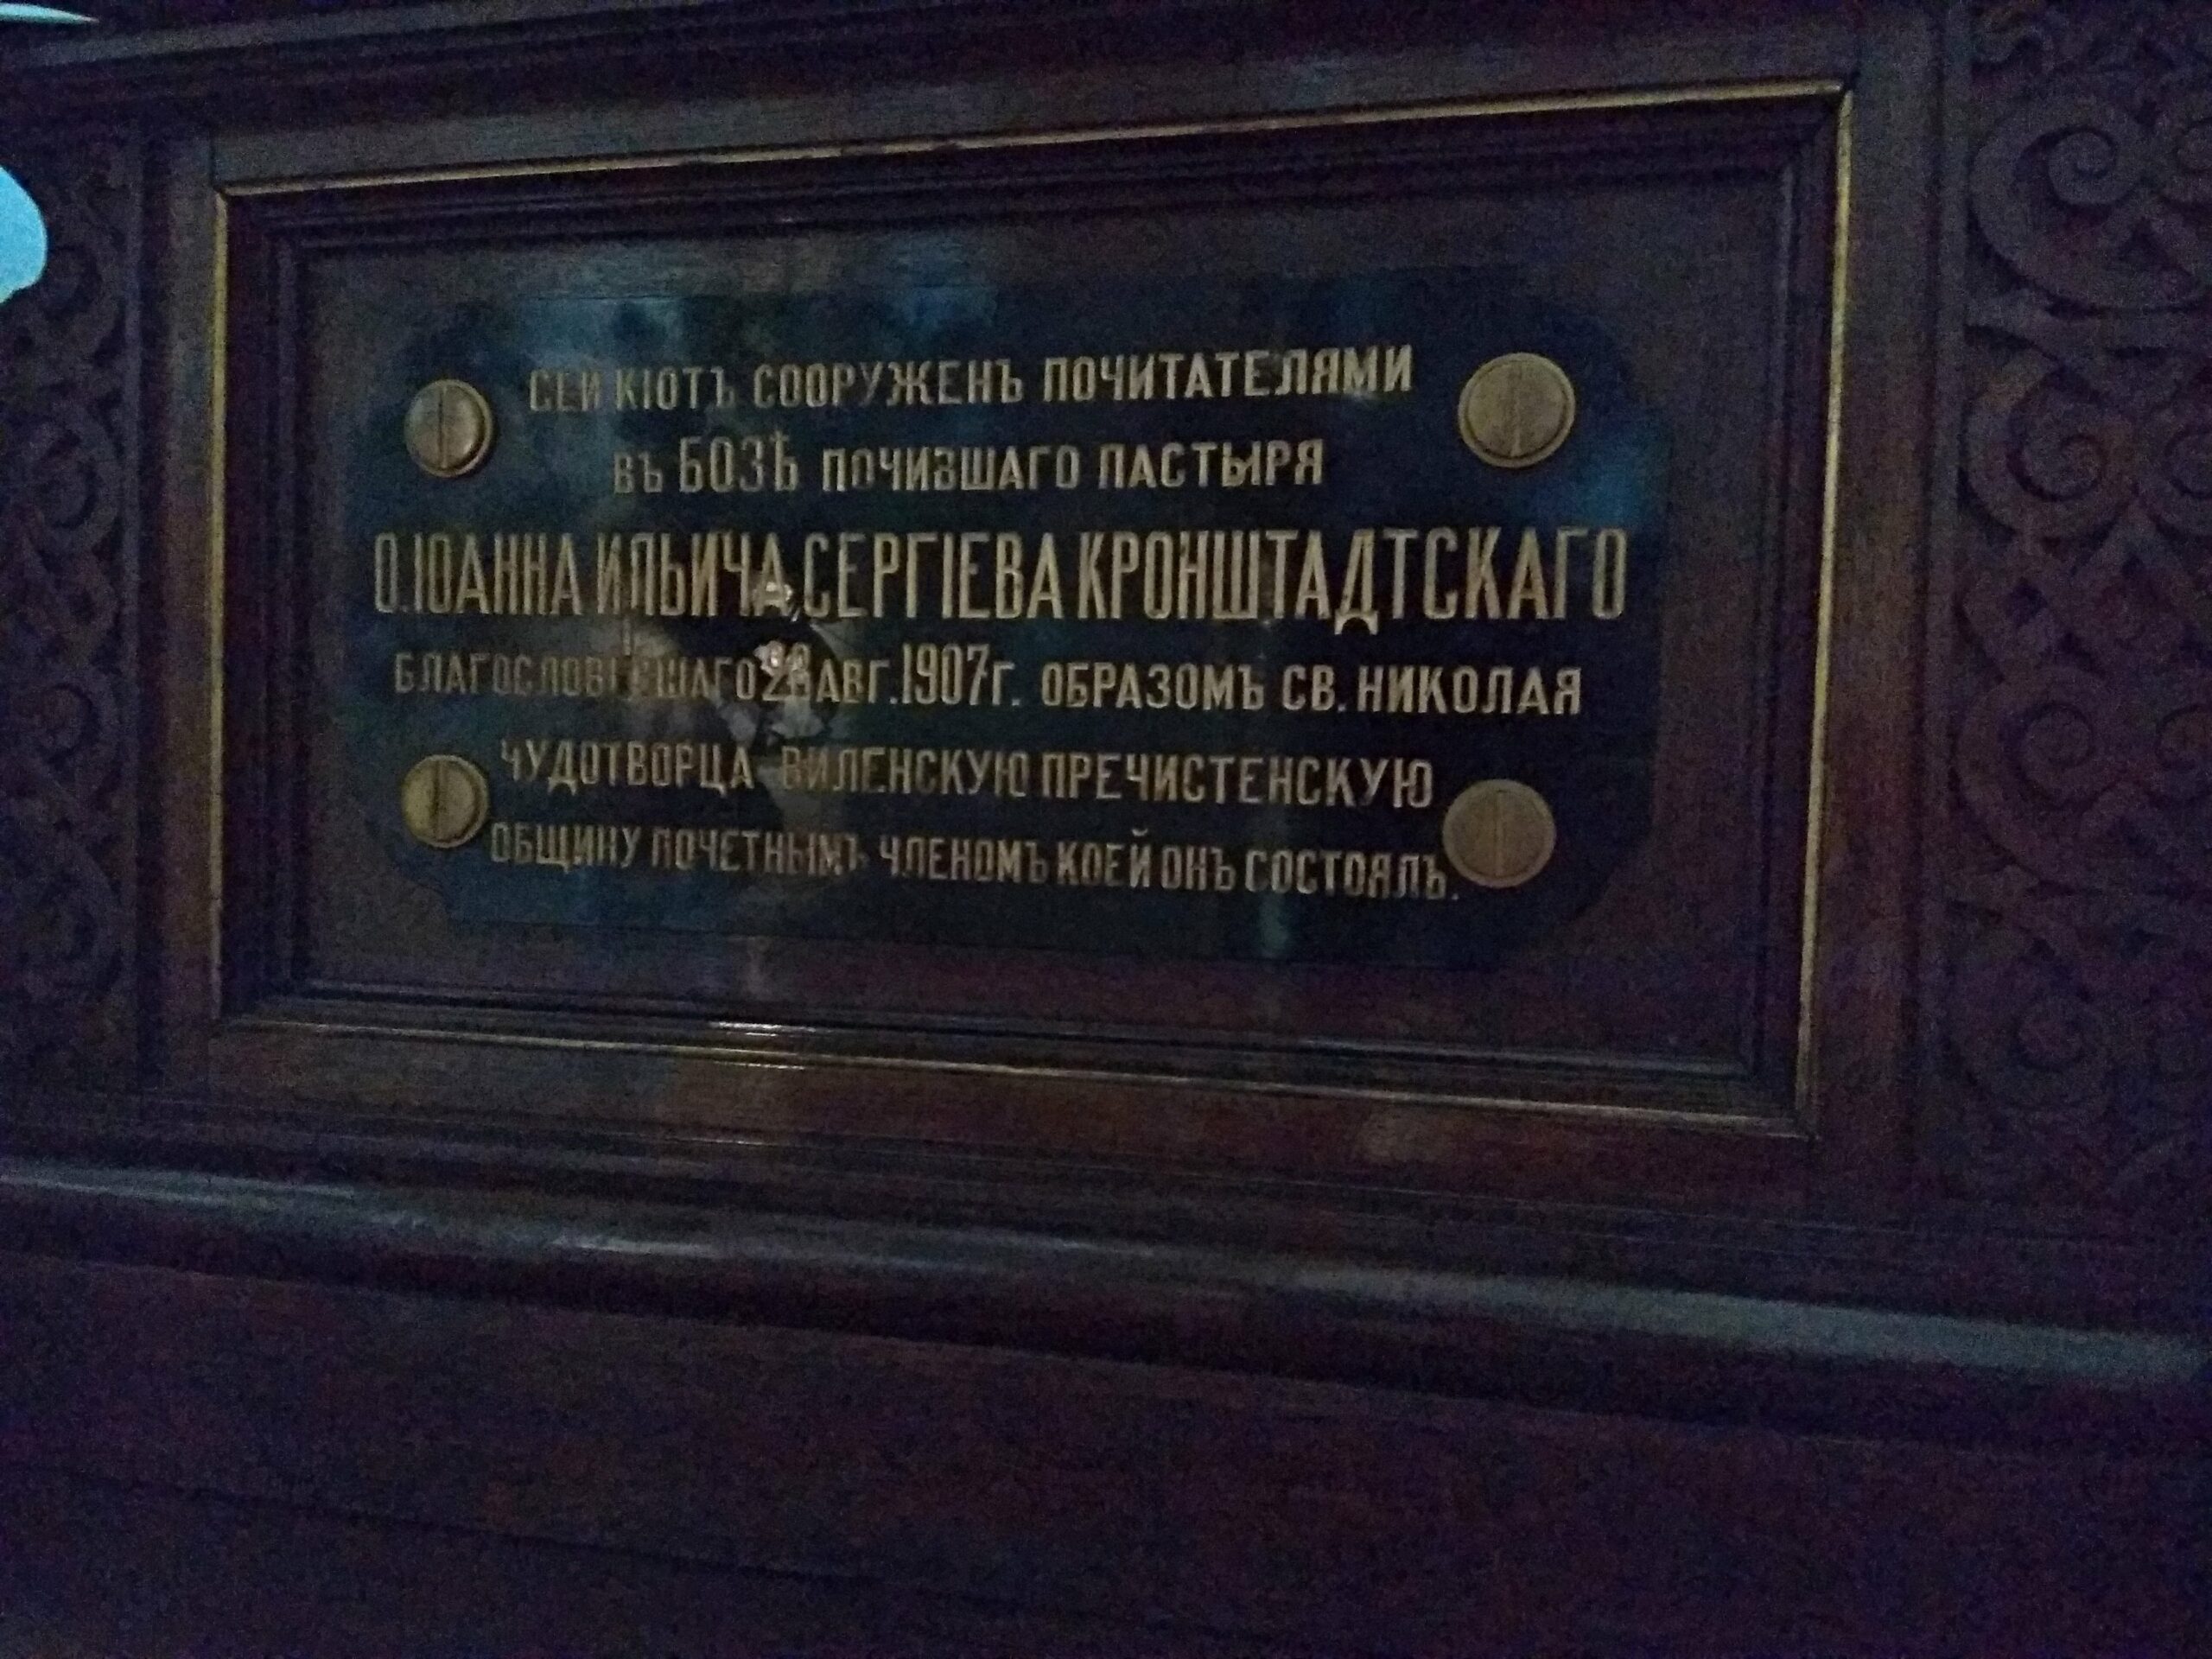 СЕЙ КІОТЪ СООРУЖЕНЪ ПОЧИТАТЕЛЯМИ
ВЪ БОЗѢ ПОЧИВШАГО ПАСТЫРЯ
О. ІОАННА ИЛЬИЧА СЕРГІЕВА КРОНШТАДТСКАГО
БЛАГОСЛОВИВШАГО АВГ. 1907 Г. ОБРАЗОМЪ СВ. НИКОЛАЯ
ЧУДОТВОРЦА ВИЛЕНСКУЮ ПРЕЧИСТЕНСКУЮ
ОБЩИНУ ПОЧЕТНЫМЪ ЧЛЕНОМЪ КОЕЙ ОНЪ СОСТОЯЛЪ.